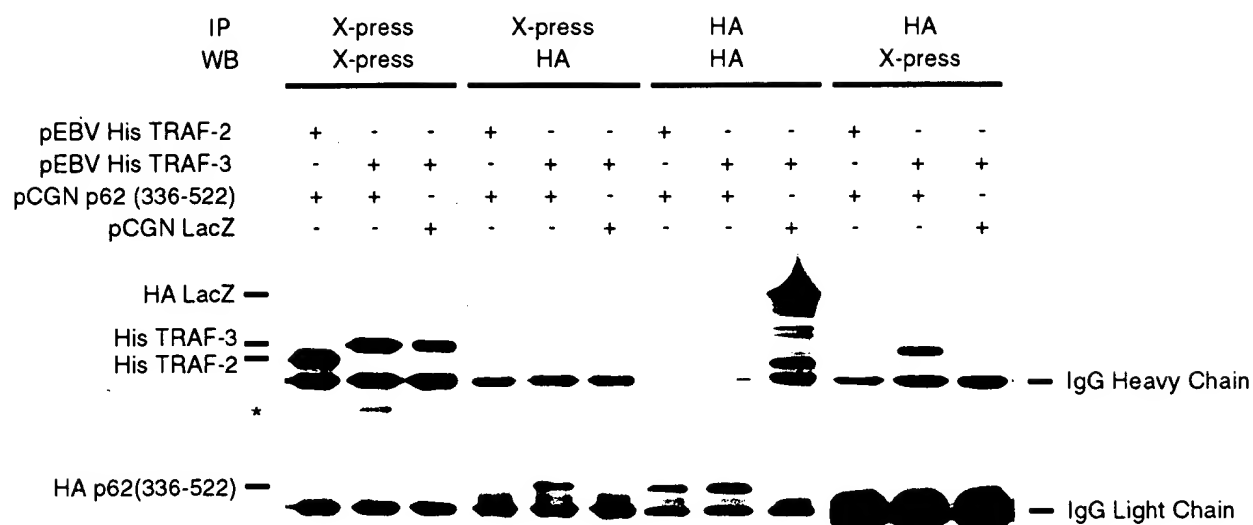 IP X-press X-press HA HA
WB X-press HA HA X-press
pEBV His TRAF-2 + - - + - - + - - + - -
pEBV His TRAF-3 - + + - + + - + + - + +
pCGN p62 (336-522) + + - + + - + + - + + -
pCGN LacZ - - + - - + - - + - - +
HA LacZ
His TRAF-3
His TRAF-2
IgG Heavy Chain
*
HA p62(336-522)
IgG Light Chain